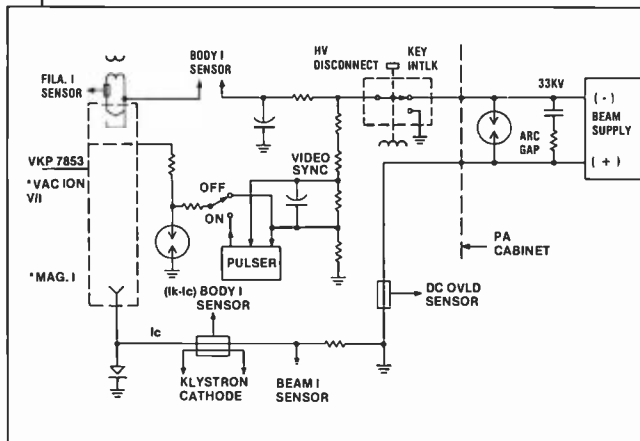 FILA. I
SENSOR
BODY I
SENSOR
HV
DISCONNECT
KEY
INTLK
33KV
(-)
BEAM
SUPPLY
(+)
ARC
GAP
VKP 7853
*VAC ION
V/I
*MAG. I
OFF
ON
VIDEO
SYNC
PULSER
PA
CABINET
(Ik-Ic) BODY I
SENSOR
DC OVLD
SENSOR
Ic
KLYSTRON
CATHODE
BEAM I
SENSOR